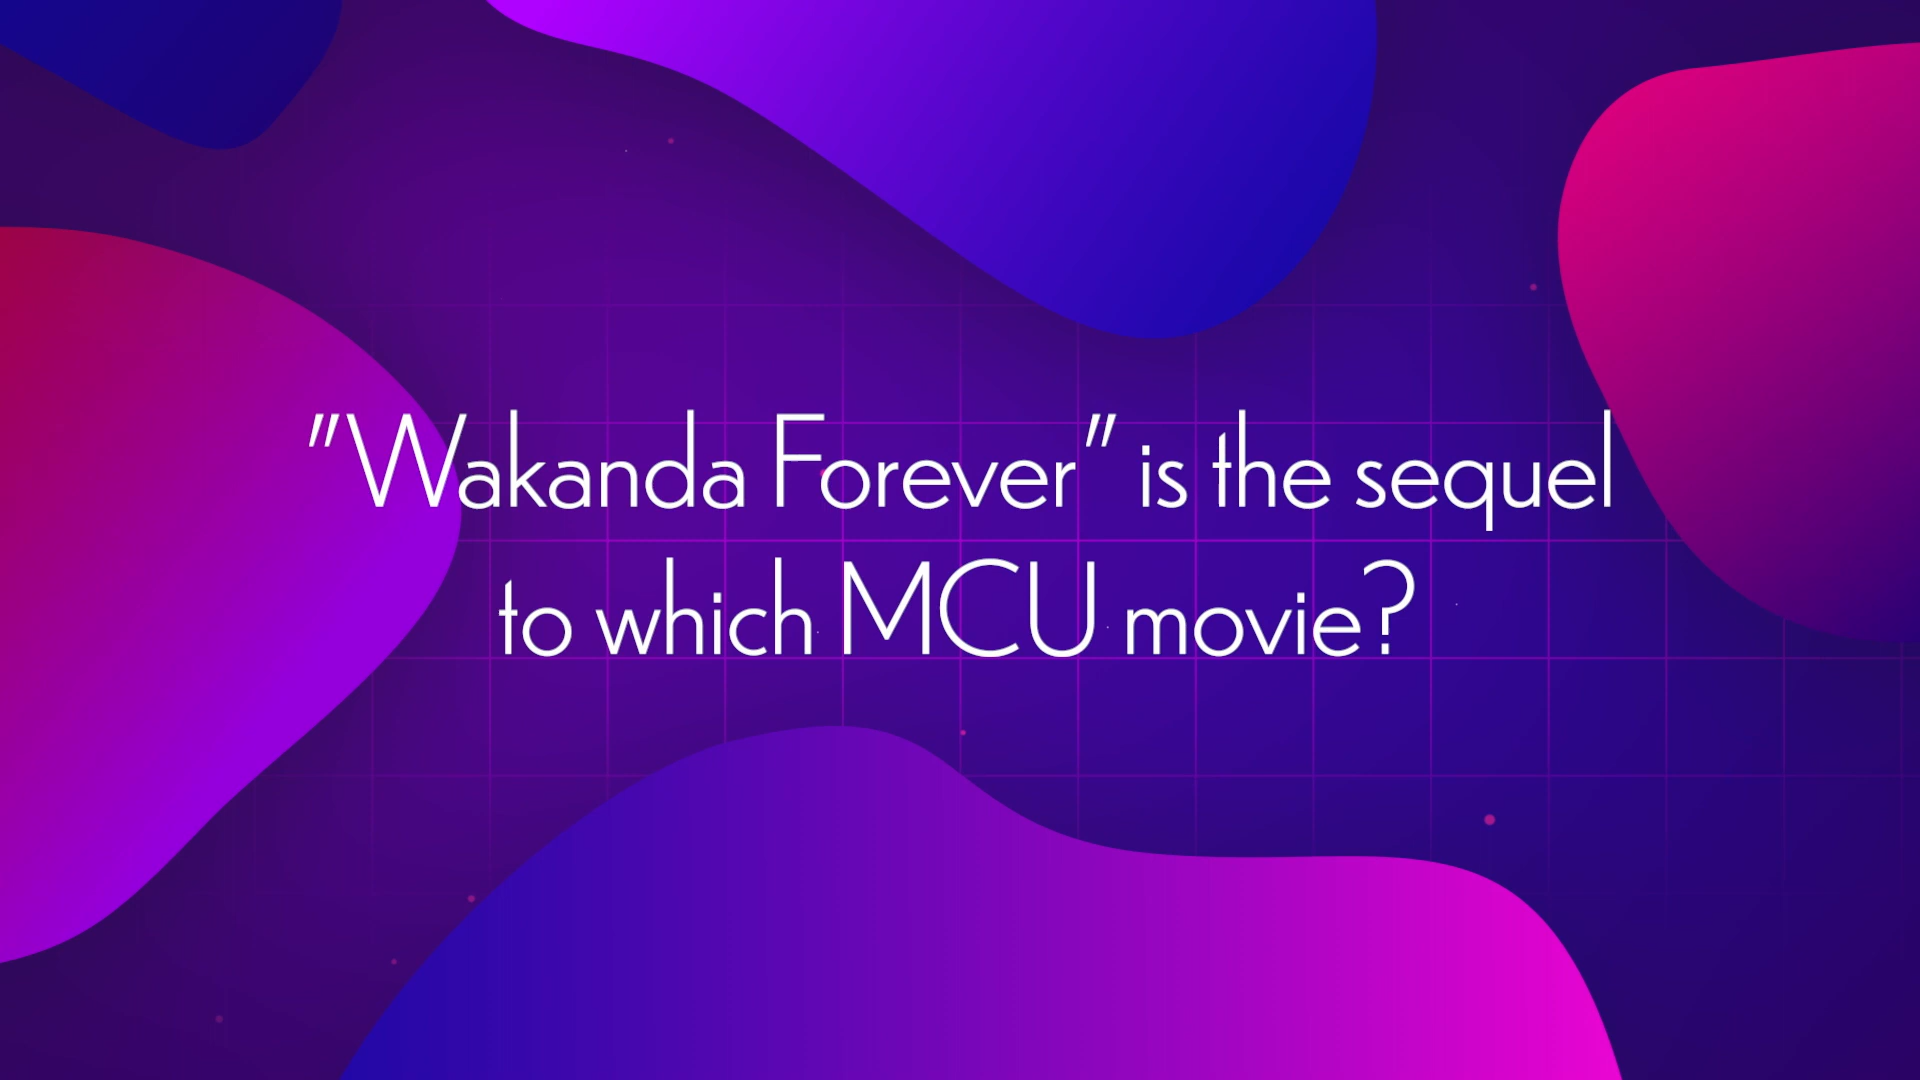 "Wakanda Forever" is the sequel
to which MCU movie?